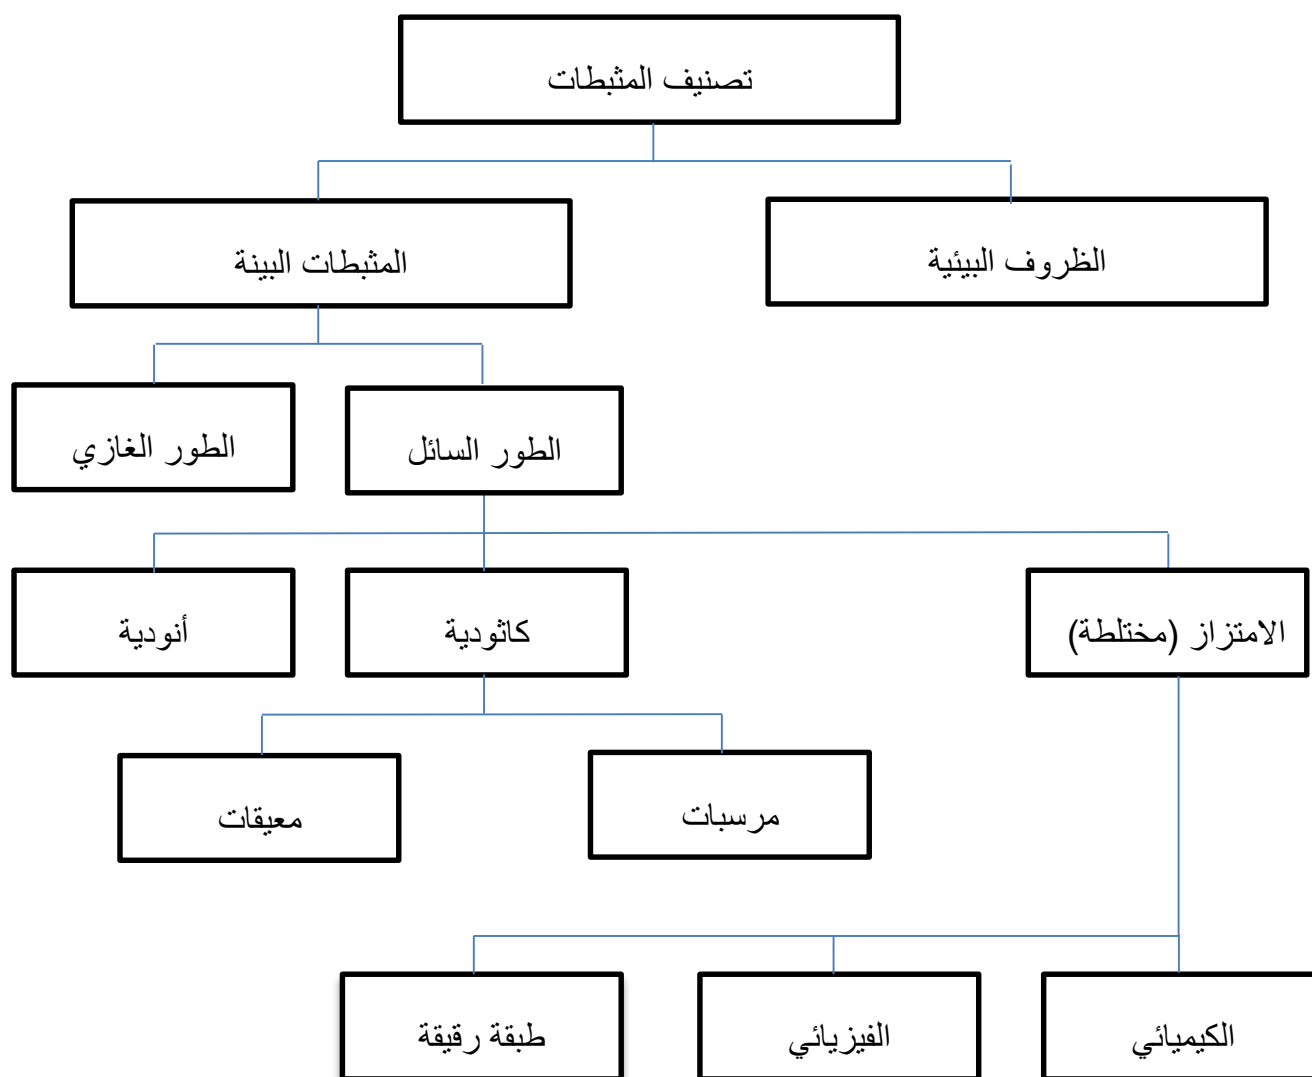 تصنيف المثبطات
الظروف البيئية
المثبطات البينة
الطور السائل
الطور الغازي
الامتزاز (مختلطة)
كاثودية
أنودية
مرسبات
معيقات
الكيميائي
الفيزيائي
طبقة رقيقة